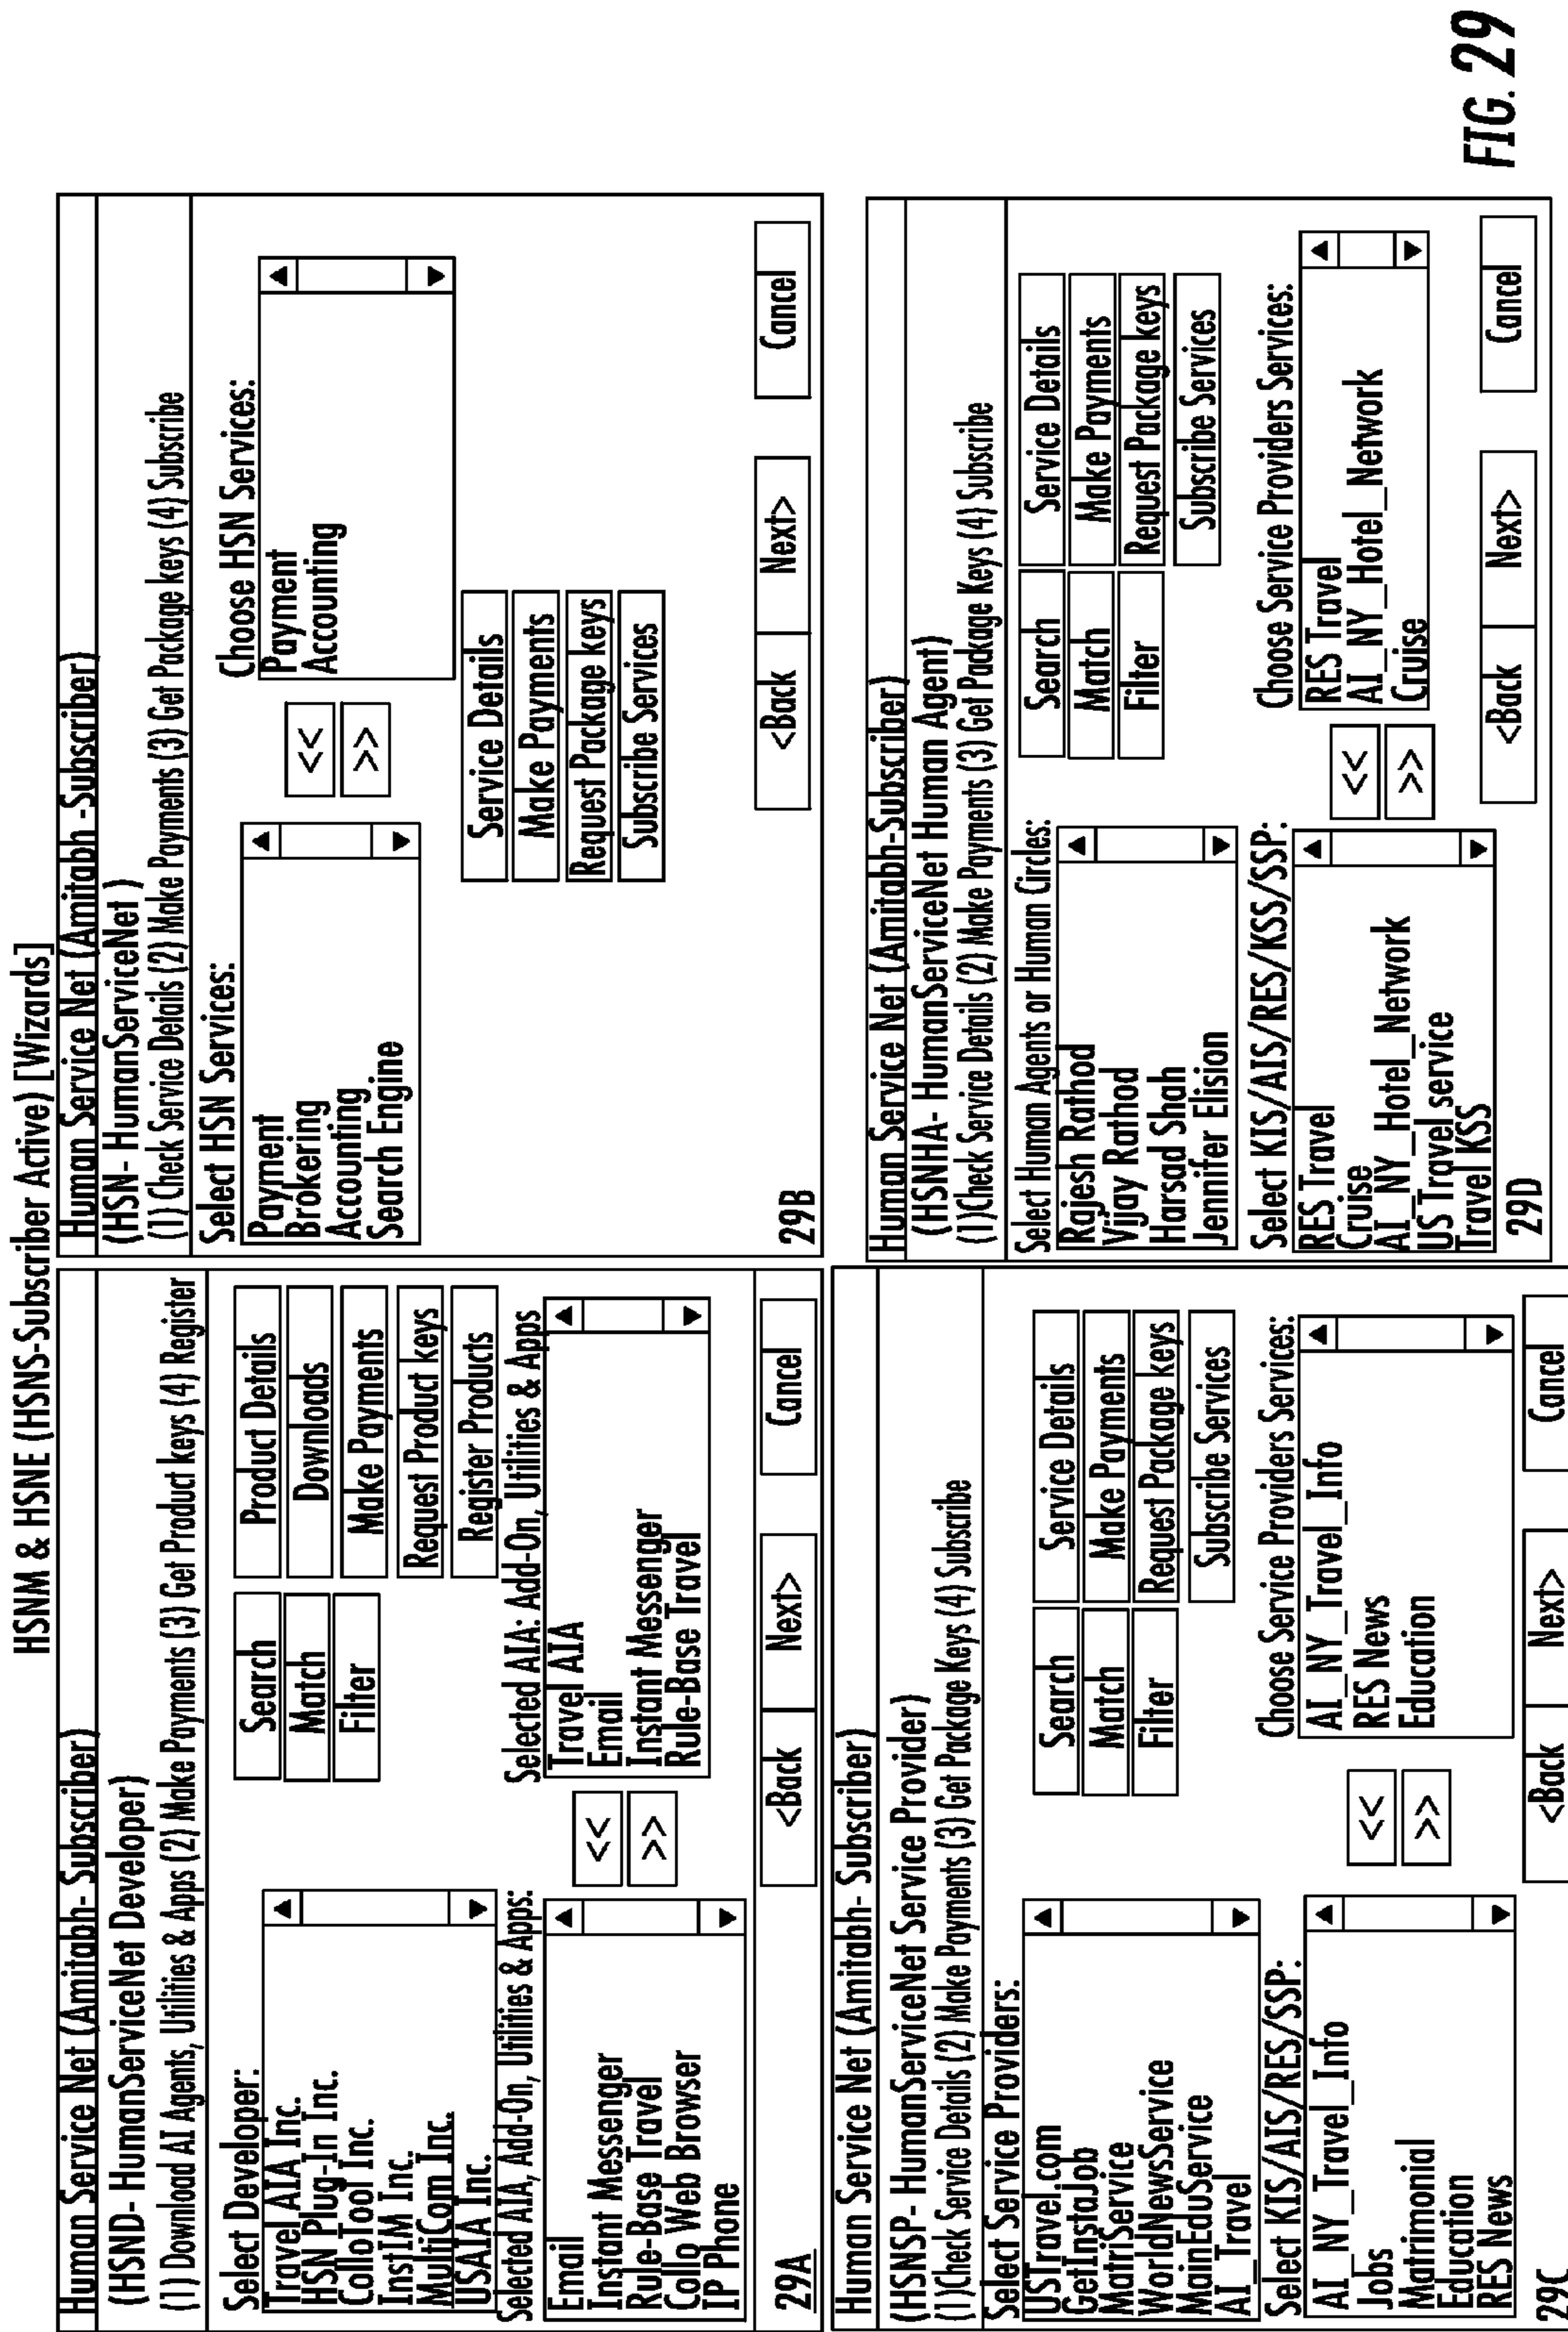 HSNM & HSNE (HSNS-Subscriber Active) [Wizards]
Human Service Net (Amitabh- Subscriber)
(HSND- HumanServiceNet Developer)
(1) Download AI Agents, Utilities & Apps (2) Make Payments (3) Get Product keys (4) Register
Select Developer:
Travel AIA Inc.
HSN Plug-In Inc.
ColloTool Inc.
InstIM Inc.
MultiCom Inc.
USAIA Inc.
Search
Match
Filter
Product Details
Downloads
Make Payments
Request Product keys
Register Products
Selected AIA, Add-On, Utilities & Apps:
Email
Instant Messenger
Rule-Base Travel
Collo Web Browser
IP Phone
<<
>>
Selected AIA: Add-On, Utilities & Apps
Travel AIA
Email
Instant Messenger
Rule-Base Travel
29A
<Back
Next>
Cancel
Human Service Net (Amitabh -Subscriber)
(HSN- HumanServiceNet )
(1) Check Service Details (2) Make Payments (3) Get Package keys (4) Subscribe
Select HSN Services:
Payment
Brokering
Accounting
Search Engine
<<
>>
Choose HSN Services:
Payment
Accounting
Service Details
Make Payments
Request Package keys
Subscribe Services
29B
<Back
Next>
Cancel
Human Service Net (Amitabh- Subscriber)
(HSNSP- HumanServiceNet Service Provider)
(1)Check Service Details (2) Make Payments (3) Get Package Keys (4) Subscribe
Select Service Providers:
USTravel.com
GetInstaJob
MatriService
WorldNewsService
MainEduService
AI_Travel
Search
Match
Filter
Service Details
Make Payments
Request Package keys
Subscribe Services
Select KIS/AIS/RES/SSP:
AI_NY_Travel_Info
Jobs
Matrimonial
Education
RES News
<<
>>
Choose Service Providers Services:
AI_NY_Travel_Info
RES News
Education
29C
<Back
Next>
Cancel
Human Service Net (Amitabh-Subscriber)
(HSNHA- HumanServiceNet Human Agent)
(1)Check Service Details (2) Make Payments (3) Get Package Keys (4) Subscribe
Select Human Agents or Human Circles:
Rajesh Rathod
Vijay Rathod
Harsad Shah
Jennifer Elision
Search
Match
Filter
Service Details
Make Payments
Request Package keys
Subscribe Services
Select KIS/AIS/RES/KSS/SSP:
RES Travel
Cruise
AI_NY_Hotel_Network
US Travel service
Travel KSS
<<
>>
Choose Service Providers Services:
RES Travel
AI_NY_Hotel_Network
Cruise
29D
<Back
Next>
Cancel
FIG. 29